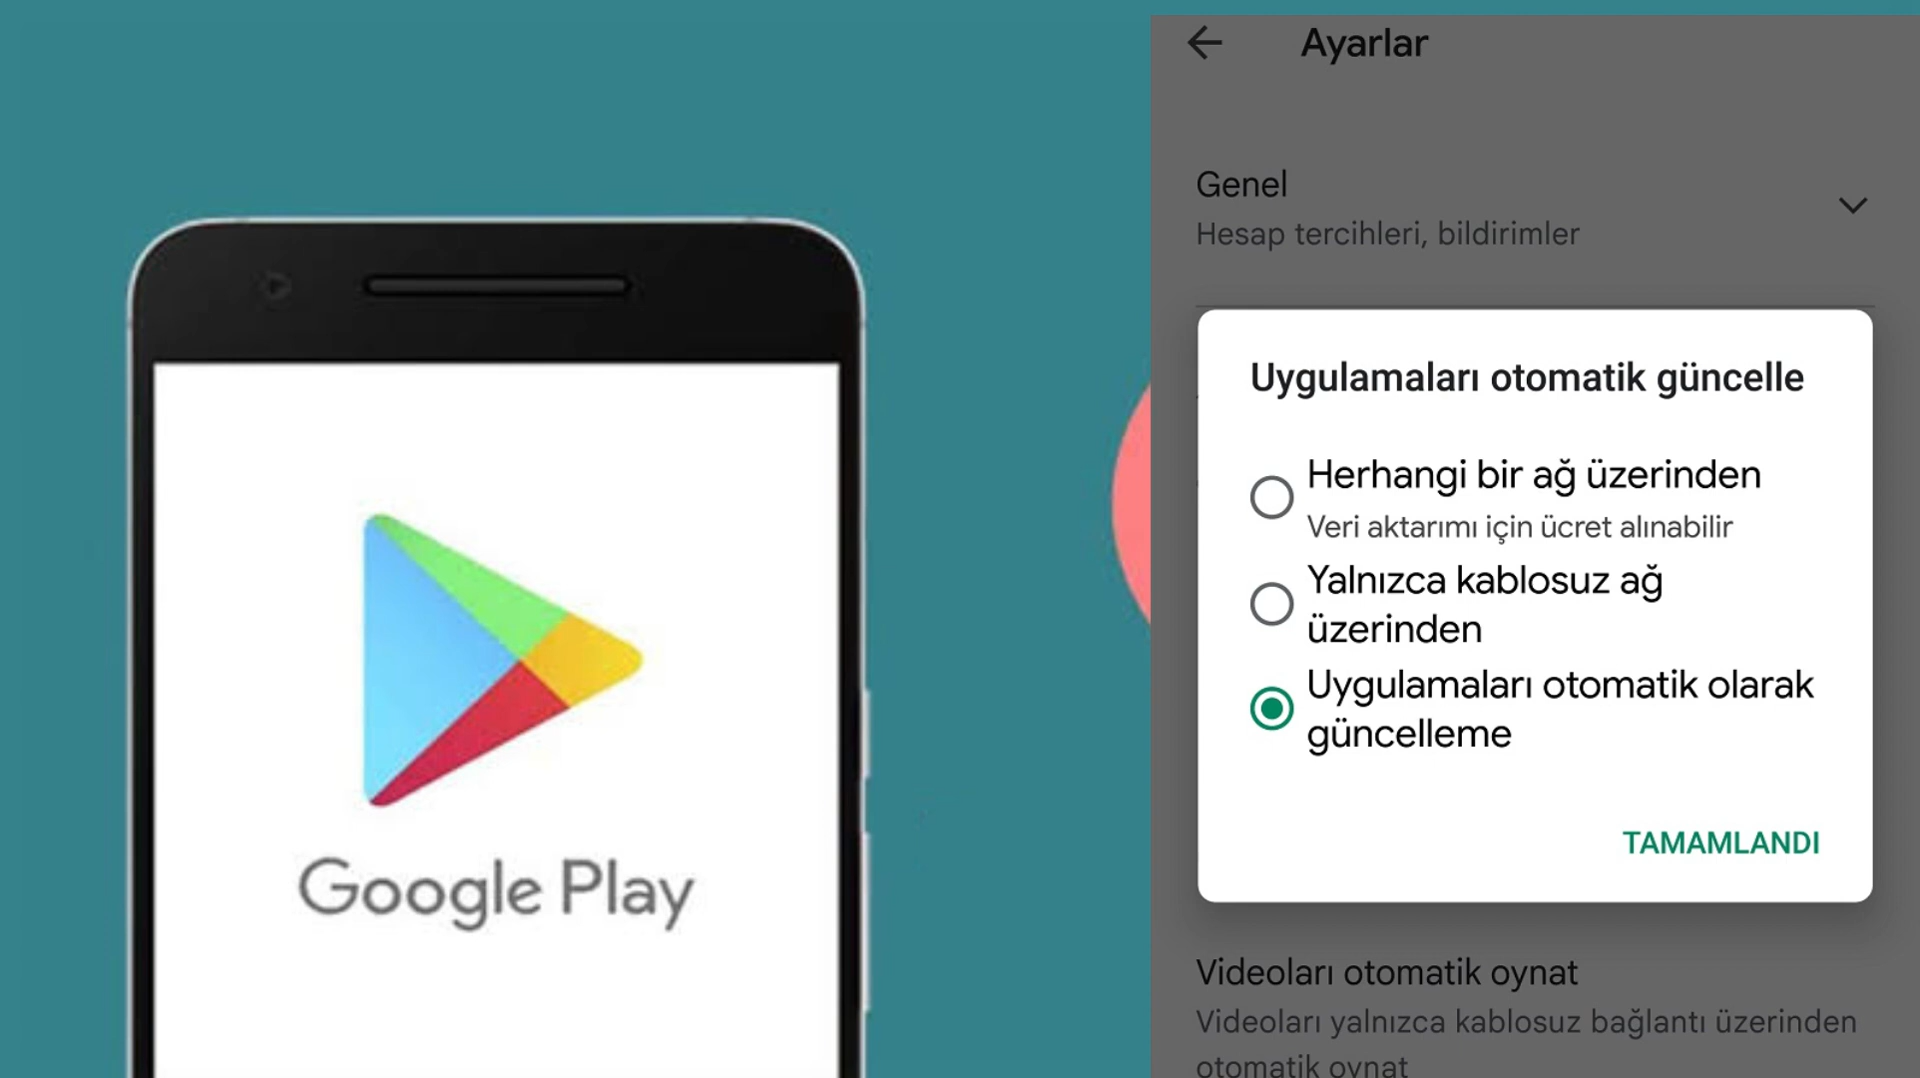 Google Play
Ayarlar
Genel
Hesap tercihleri, bildirimler
Uygulamaları otomatik güncelle
Herhangi bir ağ üzerinden
Veri aktarımı için ücret alınabilir
Yalnızca kablosuz ağ
üzerinden
Uygulamaları otomatik olarak
güncelleme
TAMAMLANDI
Videoları otomatik oynat
Videoları yalnızca kablosuz bağlantı üzerinden
otomatik oynat